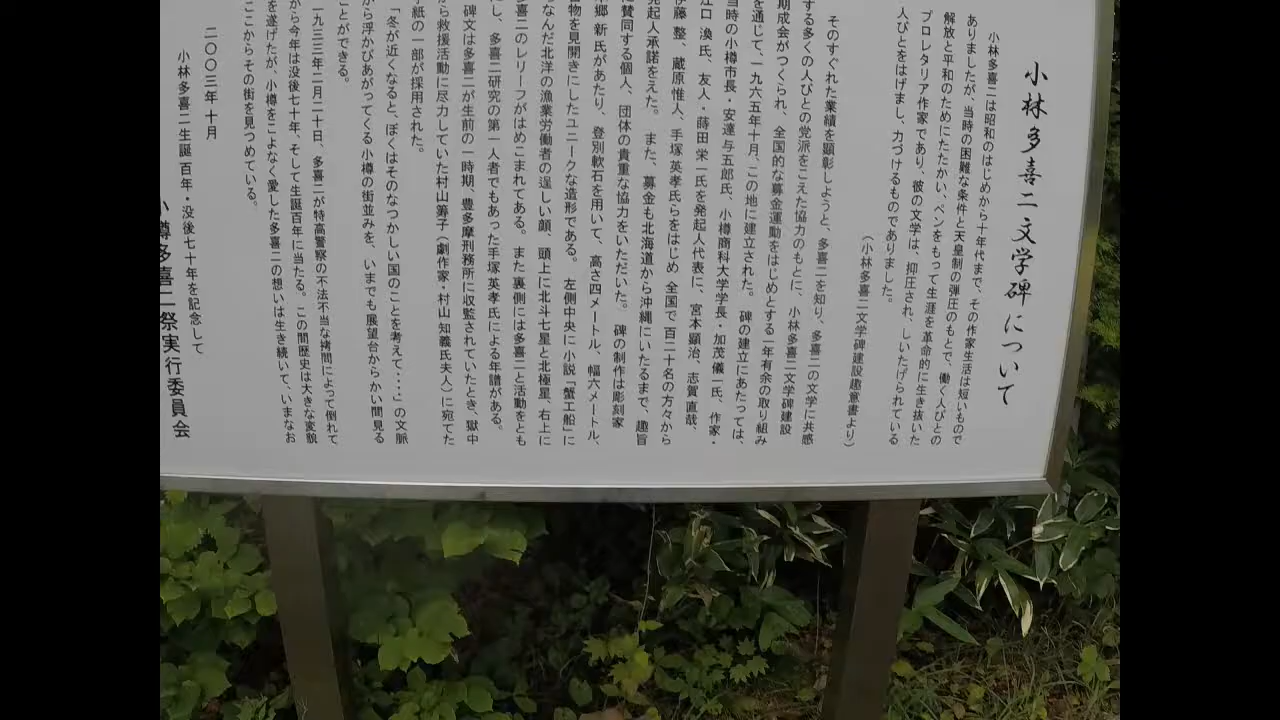 小林多喜二文学碑について
小林多喜二は昭和のはじめから十年代まで、その作家生活は短いもので
ありましたが、当時の困難な条件と天皇制の弾圧のもとで、働く人びとの
解放と平和のためにたたかい、ペンをもって生涯を革命的に生き抜いた
プロレタリア作家であり、彼の文学は、抑圧され、しいたげられている
人びとをはげまし、力づけるものでありました。
(小林多喜二文学碑建設趣意書より)
そのすぐれた業績を顕彰しようと、多喜二を知り、多喜二の文学に共感
する多くの人びとの党派をこえた協力のもとに、小林多喜二文学碑建設
期成会がつくられ、全国的な募金運動をはじめとする一年有余の取り組み
を通じて、一九六五年十月、この地に建立された。碑の建立にあたっては、
当時の小樽市長・安達与五郎氏、小樽商科大学学長・加茂儀一氏、作家・
江口渙氏、友人・蒔田栄一氏を発起人代表に、宮本顕治、志賀直哉、
伊藤整、蔵原惟人、手塚英孝氏らをはじめ全国で百二十名の方々から
発起人承諾をえた。また、募金も北海道から沖縄にいたるまで、趣旨
に賛同する個人、団体の貴重な協力をいただいた。碑の制作は彫刻家
本郷新氏があたり、登別軟石を用いて、高さ四メートル、幅六メートル、
書物を見開きにしたユニークな造形である。左側中央に小説「蟹工船」に
ちなんだ北洋の漁業労働者の逞しい顔、頭上に北斗七星と北極星、右上に
多喜二のレリーフがはめこまれてある。また裏側には多喜二と活動をとも
にし、多喜二研究の第一人者でもあった手塚英孝氏による年譜がある。
碑文は多喜二が生前の一時期、豊多摩刑務所に収監されていたとき、獄中
から救援活動に尽力していた村山籌子(劇作家・村山知義氏夫人)に宛てた
手紙の一部が採用された。
「冬が近くなると、ぼくはそのなつかしい国のことを考えて‥‥」の文脈
から浮かびあがってくる小樽の街並みを、いまでも展望台からかい間見る
ことができる。
一九三三年二月二十日、多喜二が特高警察の不法不当な拷問によって倒れて
から今年は没後七十年、そして生誕百年に当たる。この間歴史は大きな変貌
を遂げたが、小樽をこよなく愛した多喜二の想いは生き続いて、いまなお
ここからその街を見つめている。
二〇〇三年十月
小林多喜二生誕百年・没後七十年を記念して
小樽多喜二祭実行委員会